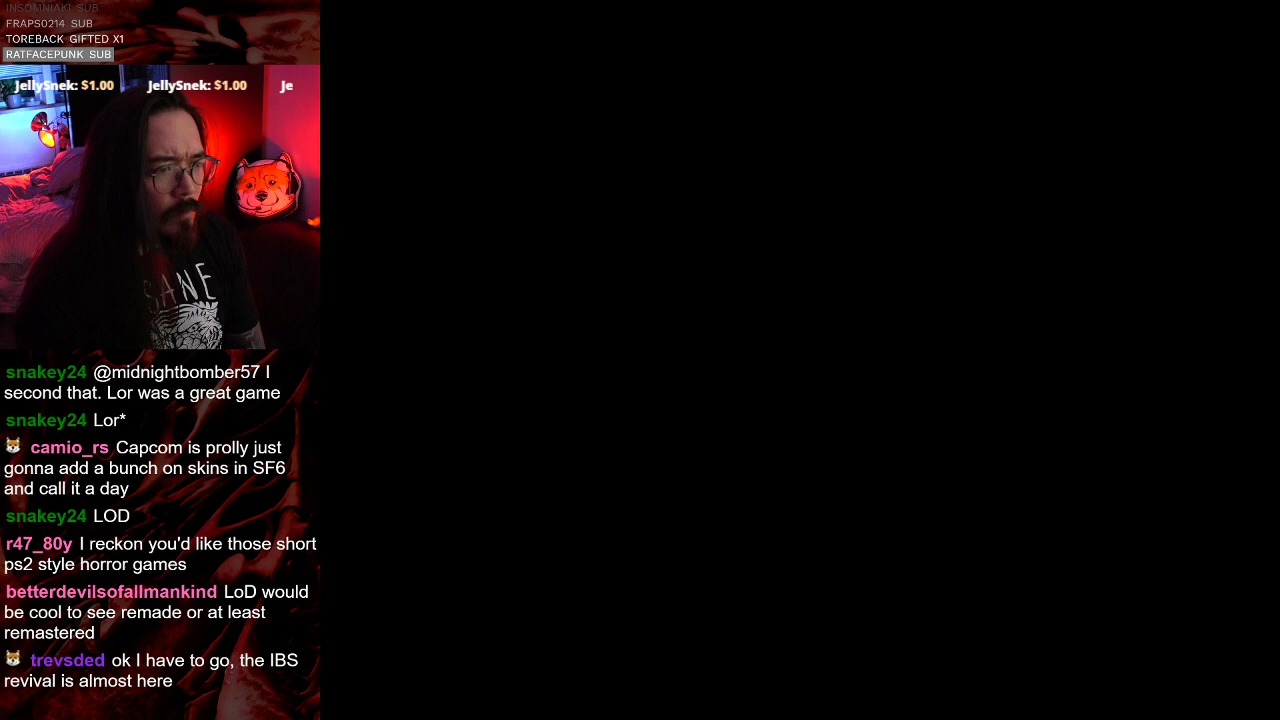 INSOMNIAKI SUB
FRAPS0214 SUB
TOREBACK GIFTED X1
RATFACEPUNK SUB
JellySnek: $1.00 JellySnek: $1.00 Je
SANE
snakey24 @midnightbomber57 I
second that. Lor was a great game
snakey24 Lor*
camio_rs Capcom is prolly just
gonna add a bunch on skins in SF6
and call it a day
snakey24 LOD
r47_80y I reckon you'd like those short
ps2 style horror games
betterdevilsofallmankind LoD would
be cool to see remade or at least
remastered
trevsded ok I have to go, the IBS
revival is almost here